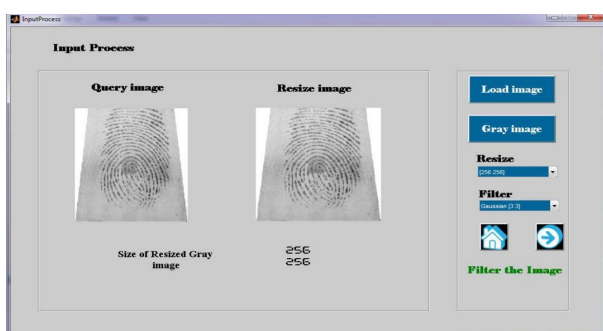 InputProcess
Input Process
Query image
Resize image
Size of Resized Gray
image
256
256
Load image
Gray image
Resize
[256 256]
Filter
Gaussian [3 3]
Filter the Image